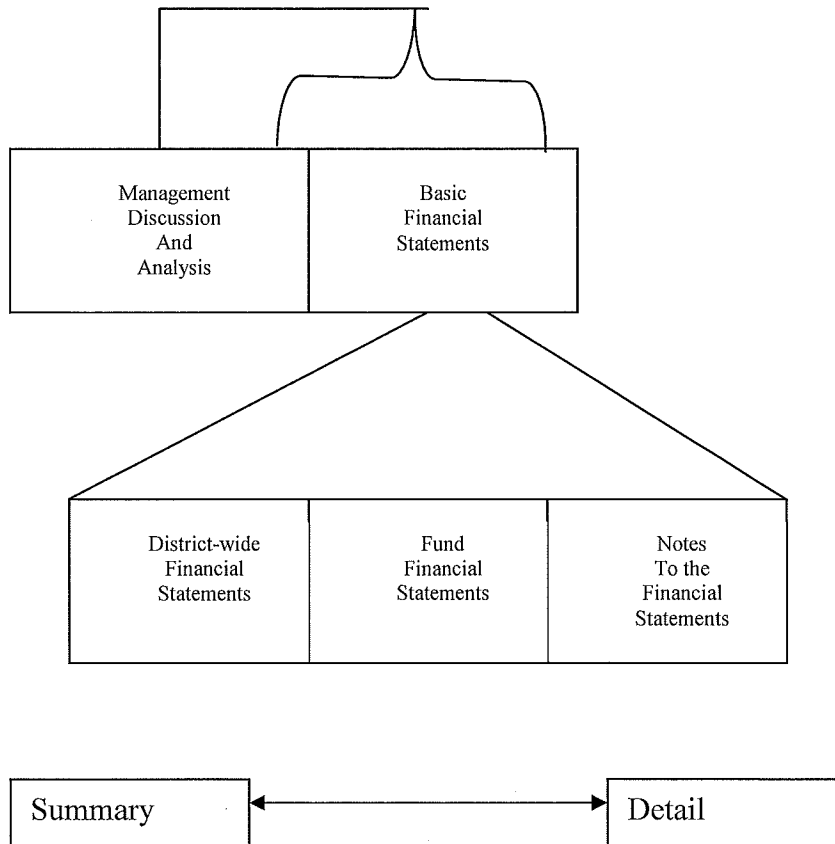 Management
Discussion
And
Analysis
Basic
Financial
Statements
District-wide
Financial
Statements
Fund
Financial
Statements
Notes
To the
Financial
Statements
Summary
Detail